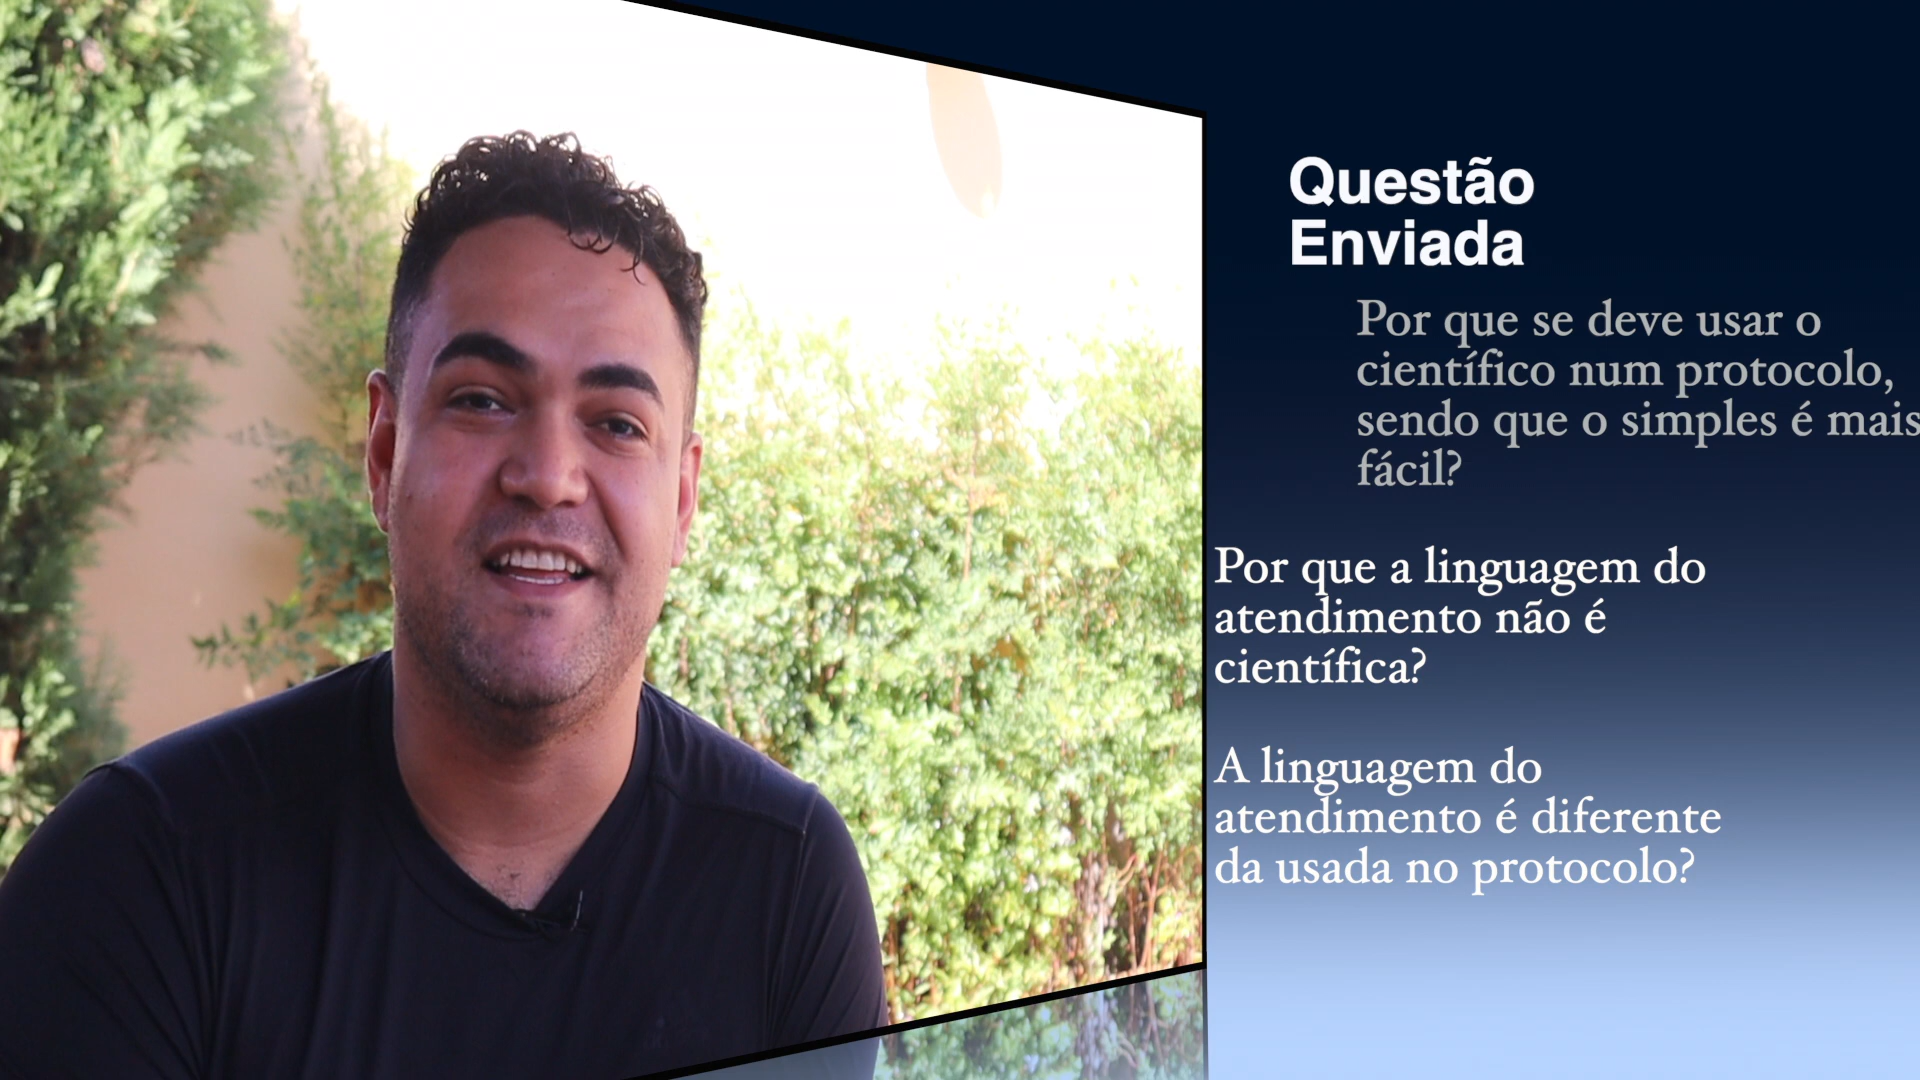 Questão
Enviada
Por que se deve usar o
científico num protocolo,
sendo que o simples é mais
fácil?
Por que a linguagem do
atendimento não é
científica?
A linguagem do
atendimento é diferente
da usada no protocolo?